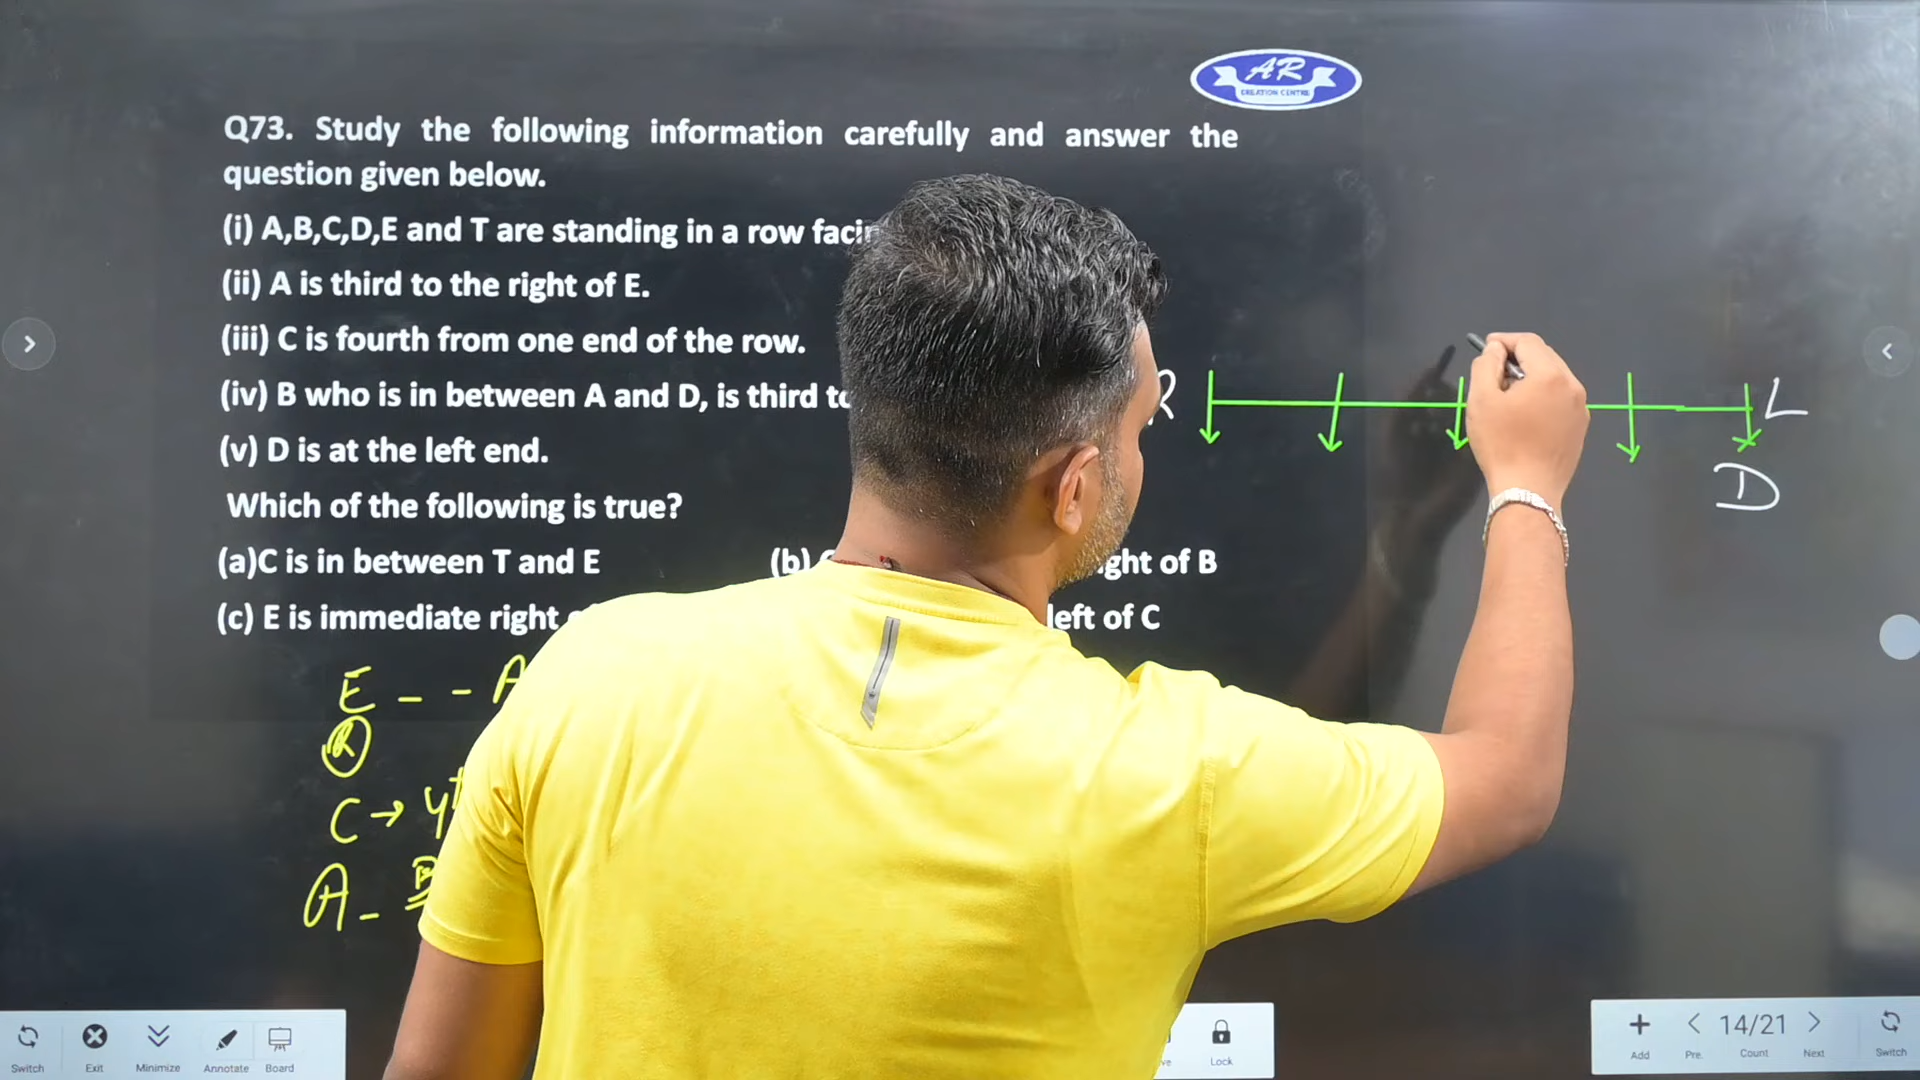 AR
CREATION CENTRE
Q73. Study the following information carefully and answer the
question given below.
(i) A,B,C,D,E and T are standing in a row
(ii) A is third to the right of E.
(iii) C is fourth from one end of the row.
(iv) B who is in between A and D, is third
(v) D is at the left end.
Which of the following is true?
(a)C is in between T and E
(b) of B
(c) E is immediate right left of C
R L
D
E - - A
R
C → 4
A - B
Switch Exit Minimize Annotate Board
Lock
14/21
Add Pre. Count Next Switch